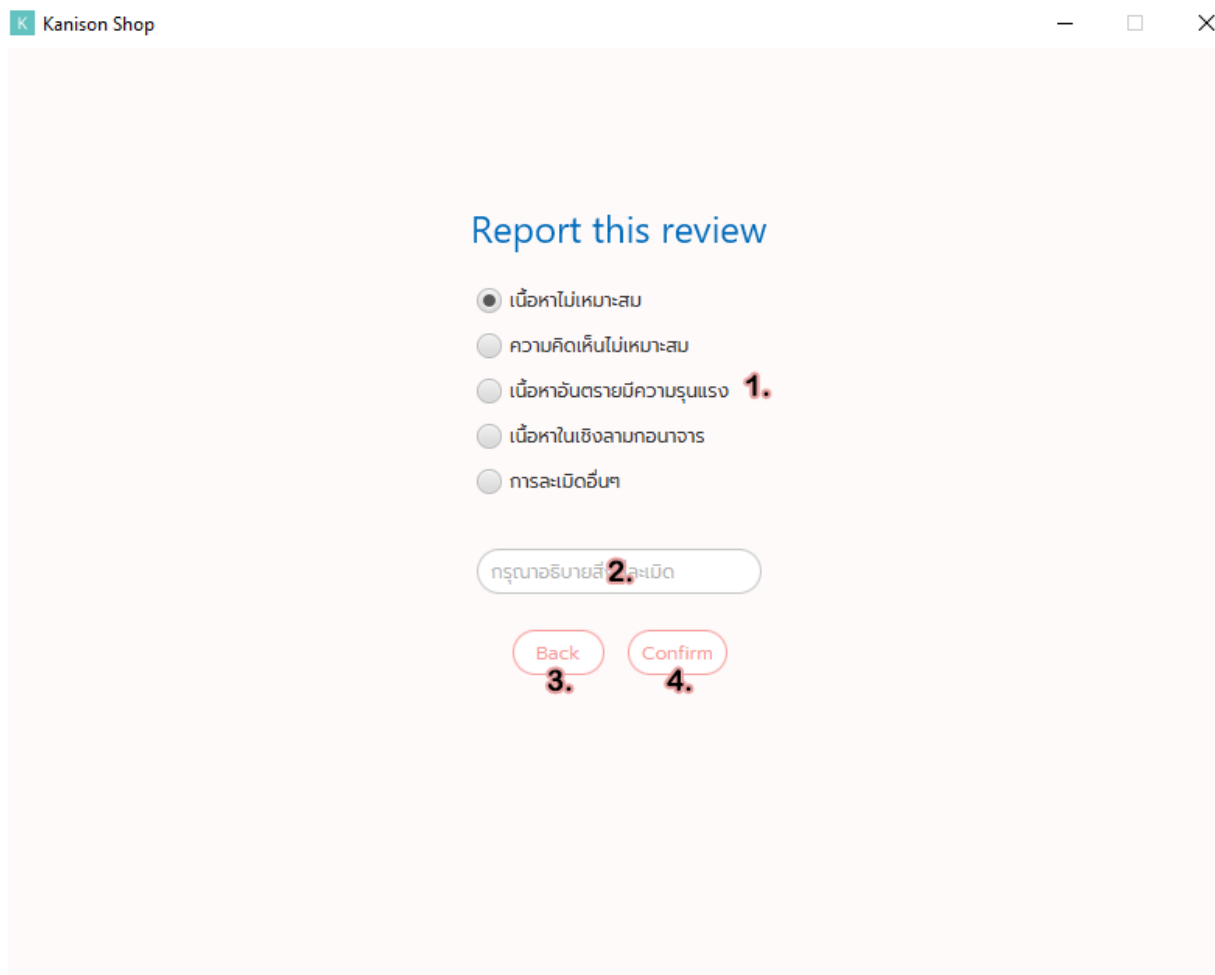 K Kanison Shop
Report this review
เนื้อหาไม่เหมาะสม
ความคิดเห็นไม่เหมาะสม
เนื้อหาอันตรายมีความรุนแรง 1.
เนื้อหาในเชิงลามกอนาจาร
การละเมิดอื่นๆ
กรุณาอธิบาย 2. ละเมิด
Back Confirm
3. 4.